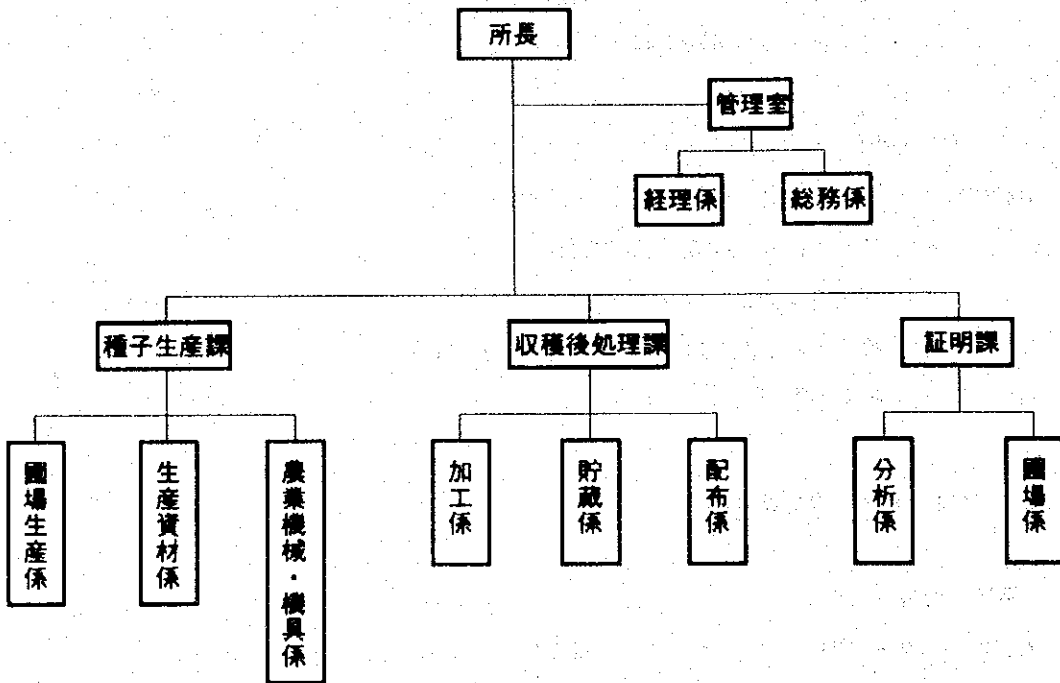 所長
管理室
経理係
総務係
種子生産課
収穫後処理課
証明課
圃場生産係
生産資材係
農業機械・機具係
加工係
貯蔵係
配布係
分析係
圃場係